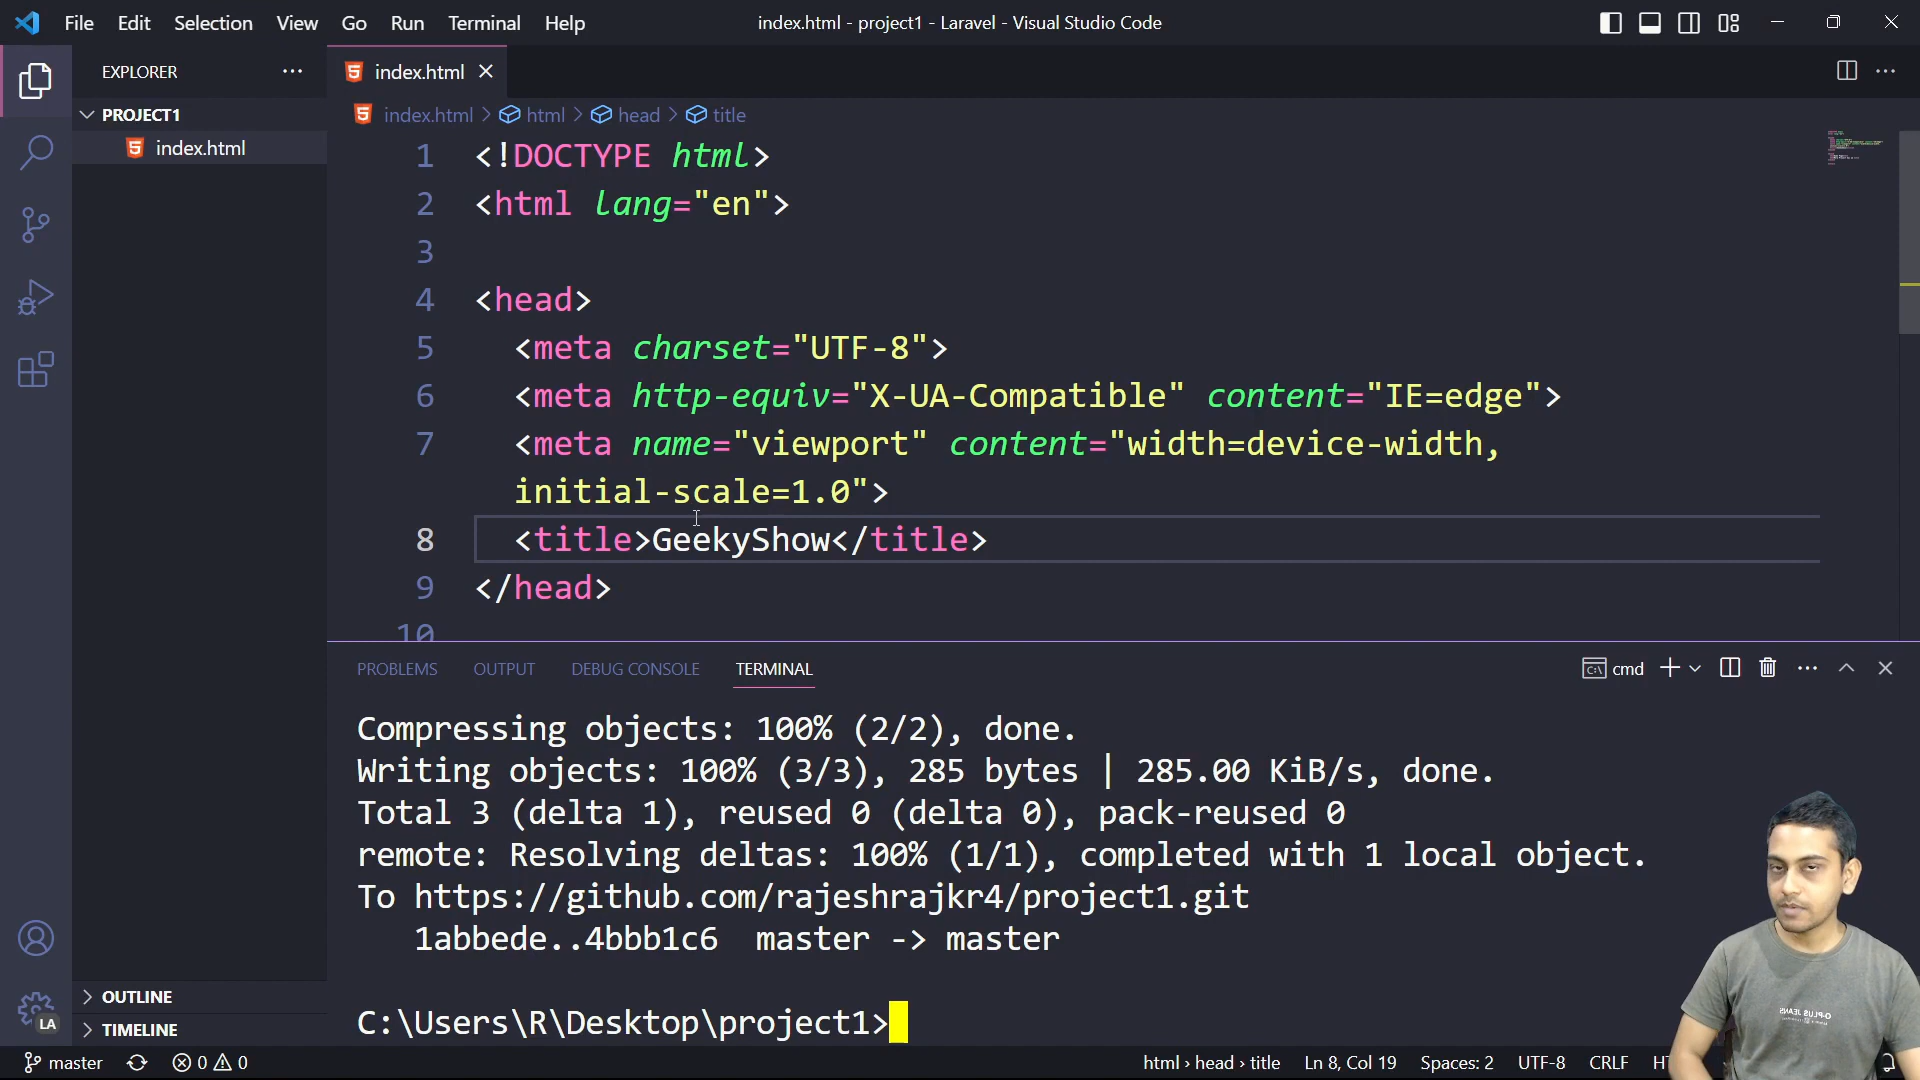 File Edit Selection View Go Run Terminal Help
index.html - project1 - Laravel - Visual Studio Code
EXPLORER
PROJECT1
index.html
index.html
index.html > html > head > title
1 <!DOCTYPE html>
2 <html lang="en">
3
4 <head>
5 <meta charset="UTF-8">
6 <meta http-equiv="X-UA-Compatible" content="IE=edge">
7 <meta name="viewport" content="width=device-width,
initial-scale=1.0">
8 <title>GeekyShow</title>
9 </head>
10
PROBLEMS OUTPUT DEBUG CONSOLE TERMINAL
cmd
Compressing objects: 100% (2/2), done.
Writing objects: 100% (3/3), 285 bytes | 285.00 KiB/s, done.
Total 3 (delta 1), reused 0 (delta 0), pack-reused 0
remote: Resolving deltas: 100% (1/1), completed with 1 local object.
To https://github.com/rajeshrajkr4/project1.git
1abbede..4bbb1c6 master -> master
C:\Users\R\Desktop\project1>
OUTLINE
LA
TIMELINE
master 0 0
html > head > title Ln 8, Col 19 Spaces: 2 UTF-8 CRLF